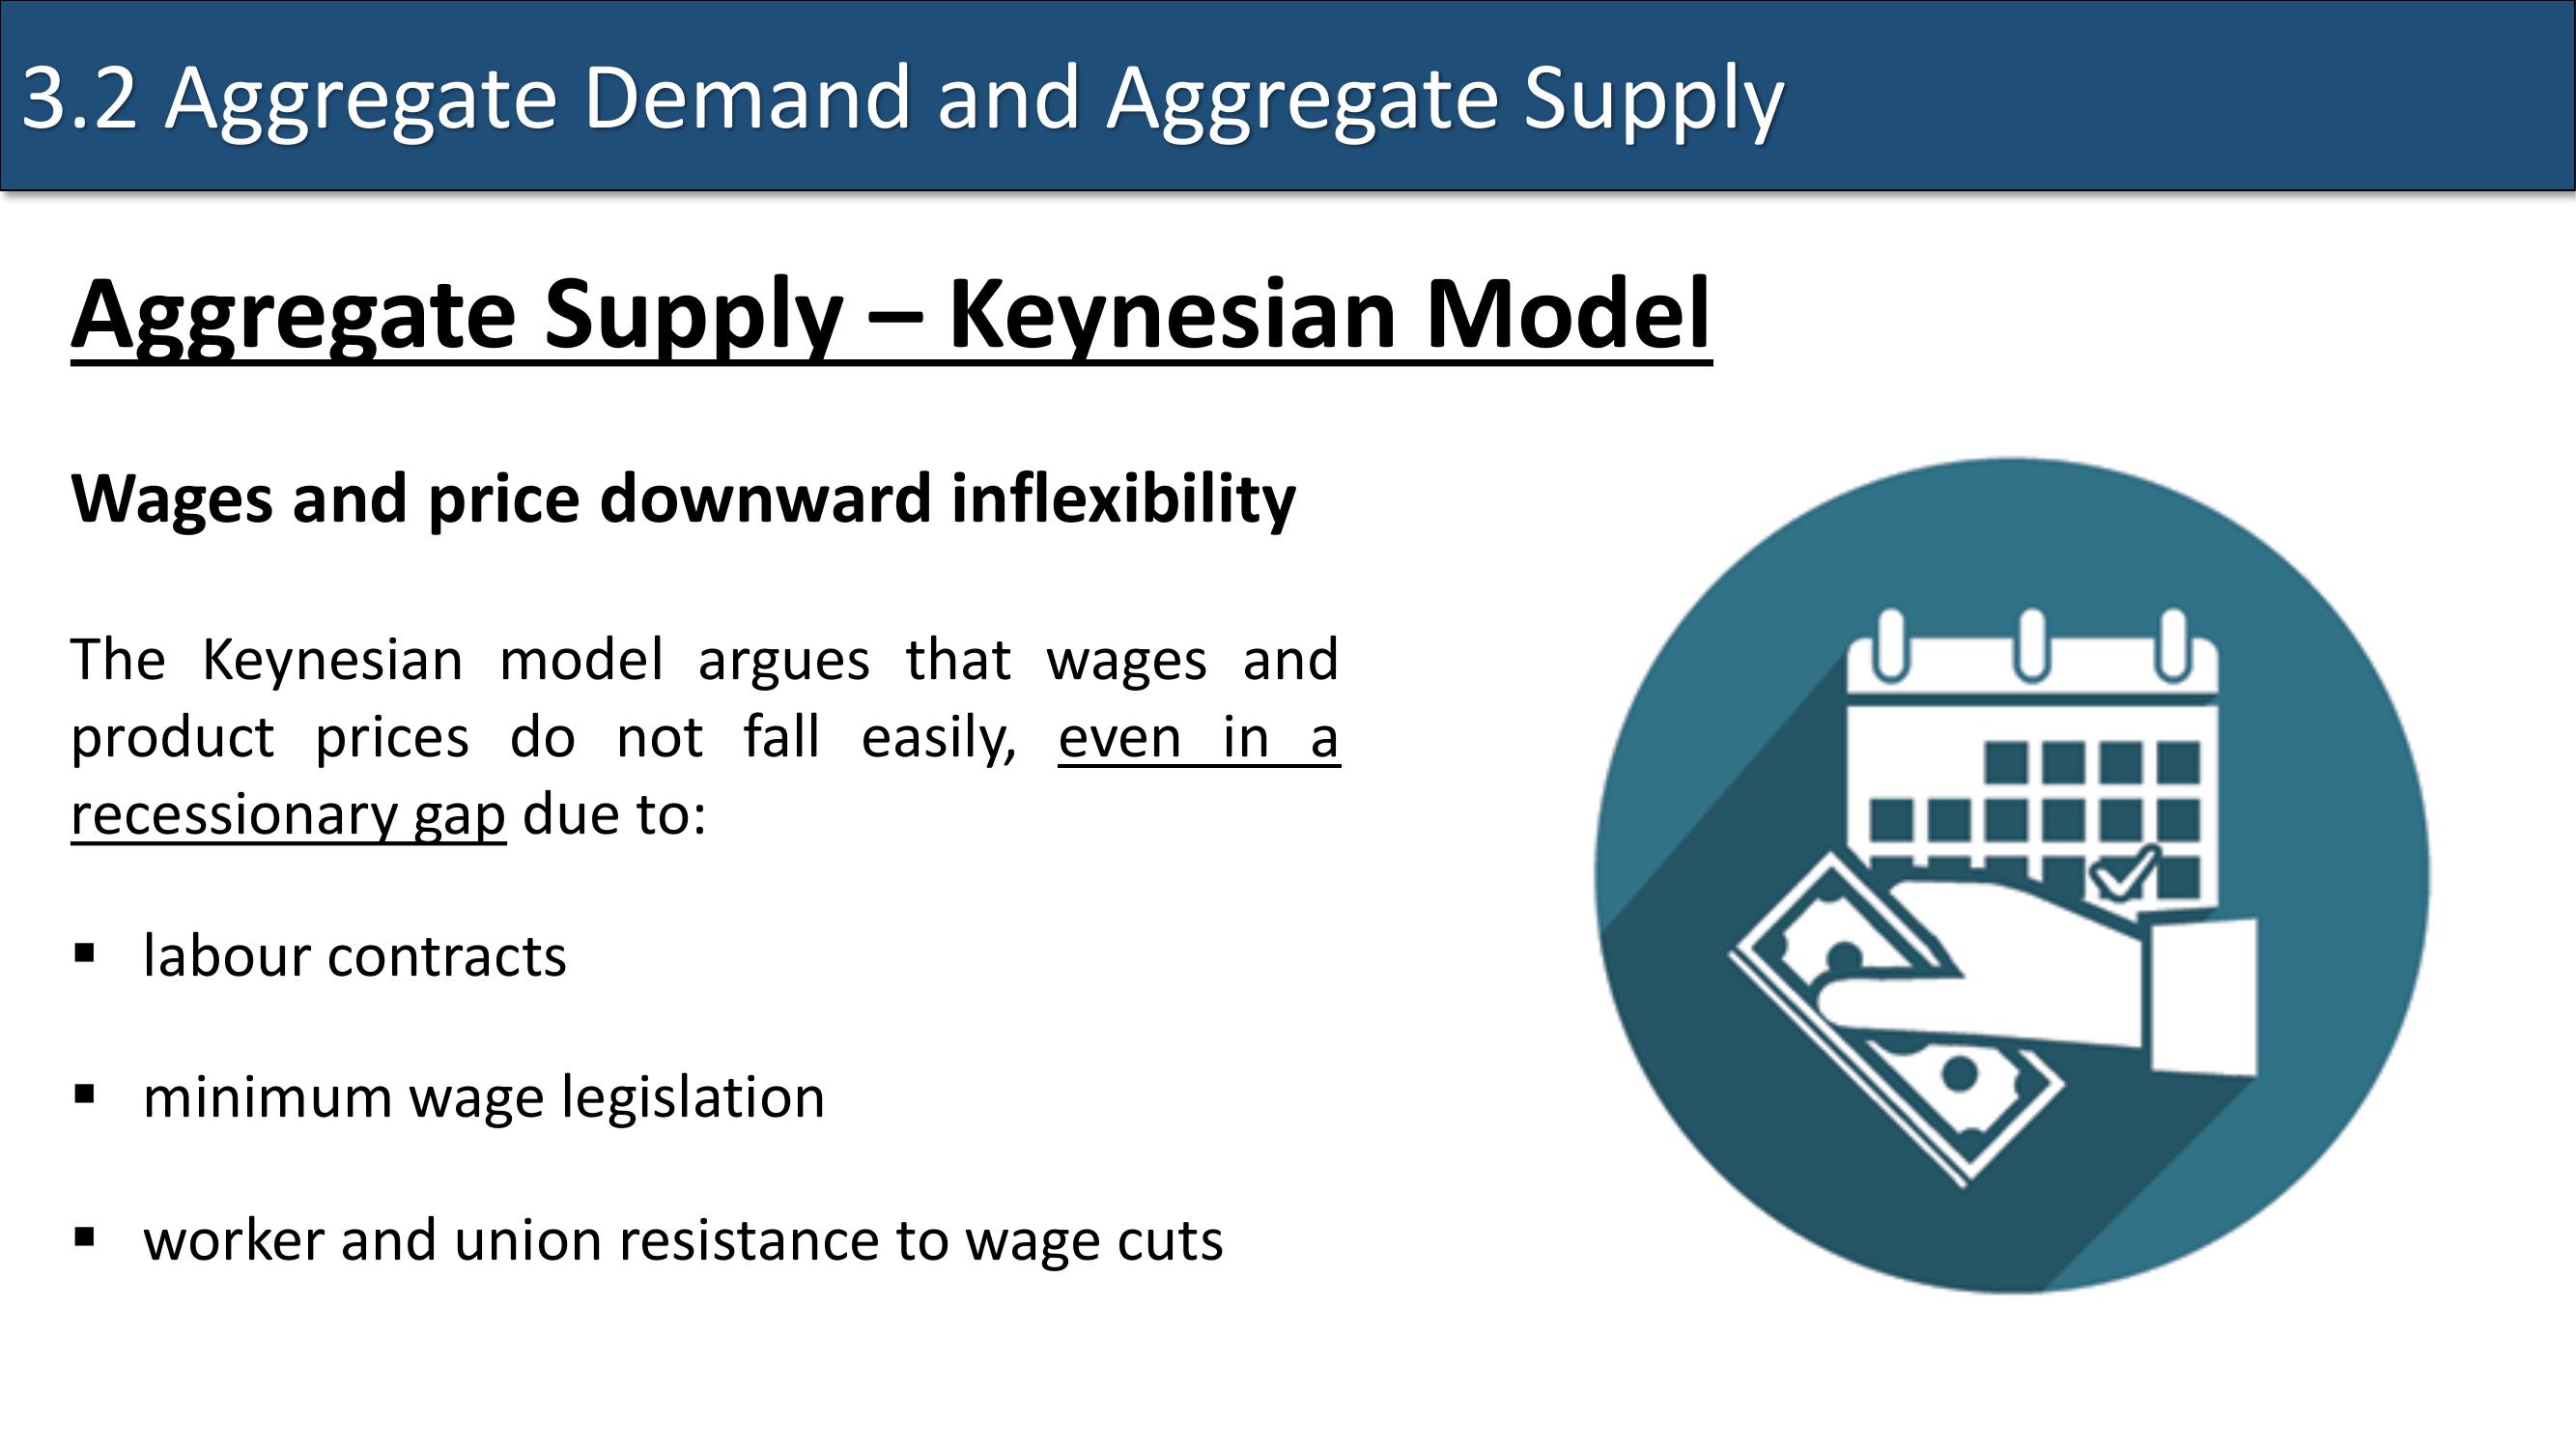 3.2 Aggregate Demand and Aggregate Supply
Aggregate Supply – Keynesian Model
Wages and price downward inflexibility
The Keynesian model argues that wages and
product prices do not fall easily, even in a
recessionary gap due to:
▪ labour contracts
▪ minimum wage legislation
▪ worker and union resistance to wage cuts